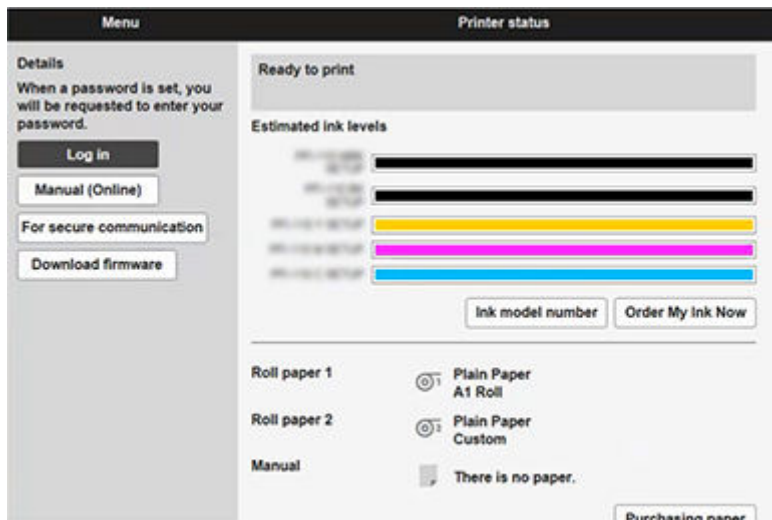 Menu
Printer status
Details
When a password is set, you
will be requested to enter your
password.
Log in
Manual (Online)
For secure communication
Download firmware
Ready to print
Estimated ink levels
Ink model number
Order My Ink Now
Roll paper 1
1
Plain Paper
A1 Roll
Roll paper 2
2
Plain Paper
Custom
Manual
There is no paper.
Purchasing paper